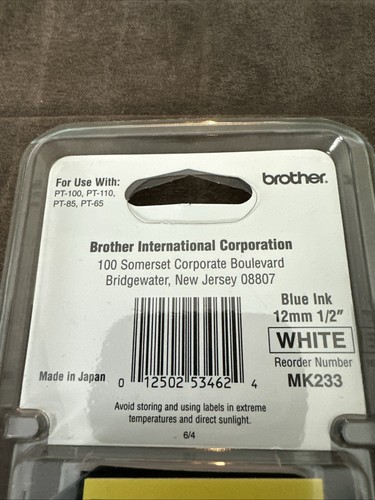 For Use With:
PT-100, PT-110,
PT-85, PT-65
brother.
Brother International Corporation
100 Somerset Corporate Boulevard
Bridgewater, New Jersey 08807
Blue Ink
12mm 1/2"
WHITE
Reorder Number
MK233
Made in Japan
0 12502 53462 4
Avoid storing and using labels in extreme
temperatures and direct sunlight.
6/4